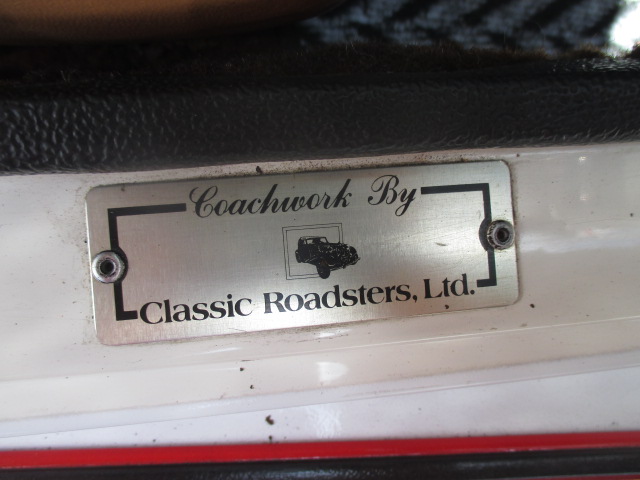 Coachwork By
Classic Roadsters, Ltd.